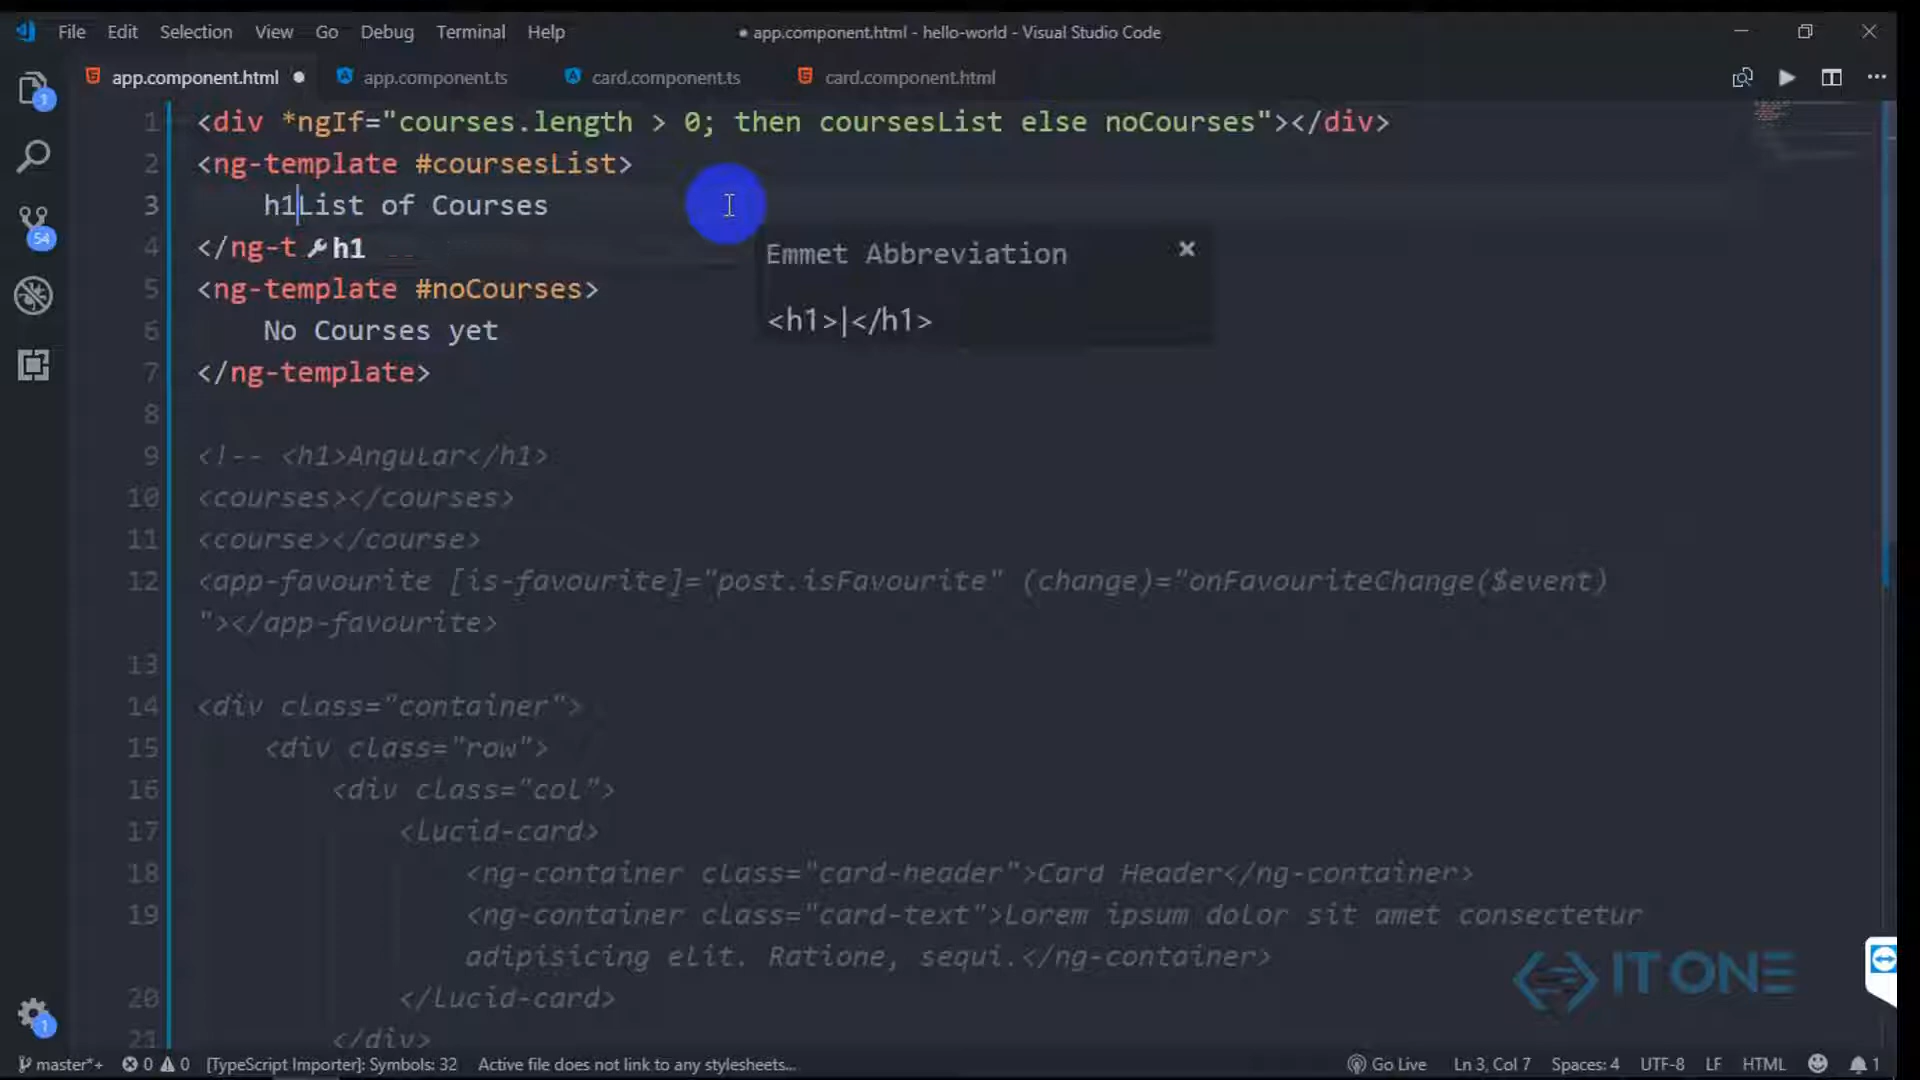 File Edit Selection View Go Debug Terminal Help ● app.component.html - hello-world - Visual Studio Code
app.component.html ● app.component.ts card.component.ts card.component.html
1 <div *ngIf="courses.length > 0; then coursesList else noCourses"></div>
2 <ng-template #coursesList>
3 h1List of Courses
4 </ng-t h1
Emmet Abbreviation
<h1>|</h1>
5 <ng-template #noCourses>
6 No Courses yet
7 </ng-template>
8
9 <!-- <h1>Angular</h1>
10 <courses></courses>
11 <course></course>
12 <app-favourite [is-favourite]="post.isFavourite" (change)="onFavouriteChange($event)
"></app-favourite>
13
14 <div class="container">
15 <div class="row">
16 <div class="col">
17 <lucid-card>
18 <ng-container class="card-header">Card Header</ng-container>
19 <ng-container class="card-text">Lorem ipsum dolor sit amet consectetur
adipisicing elit. Ratione, sequi.</ng-container>
20 </lucid-card>
21 </div>
1
54
1
IT ONE
master*+ 0 0 [TypeScript Importer]: Symbols: 32 Active file does not link to any stylesheets... Go Live Ln 3, Col 7 Spaces: 4 UTF-8 LF HTML 1